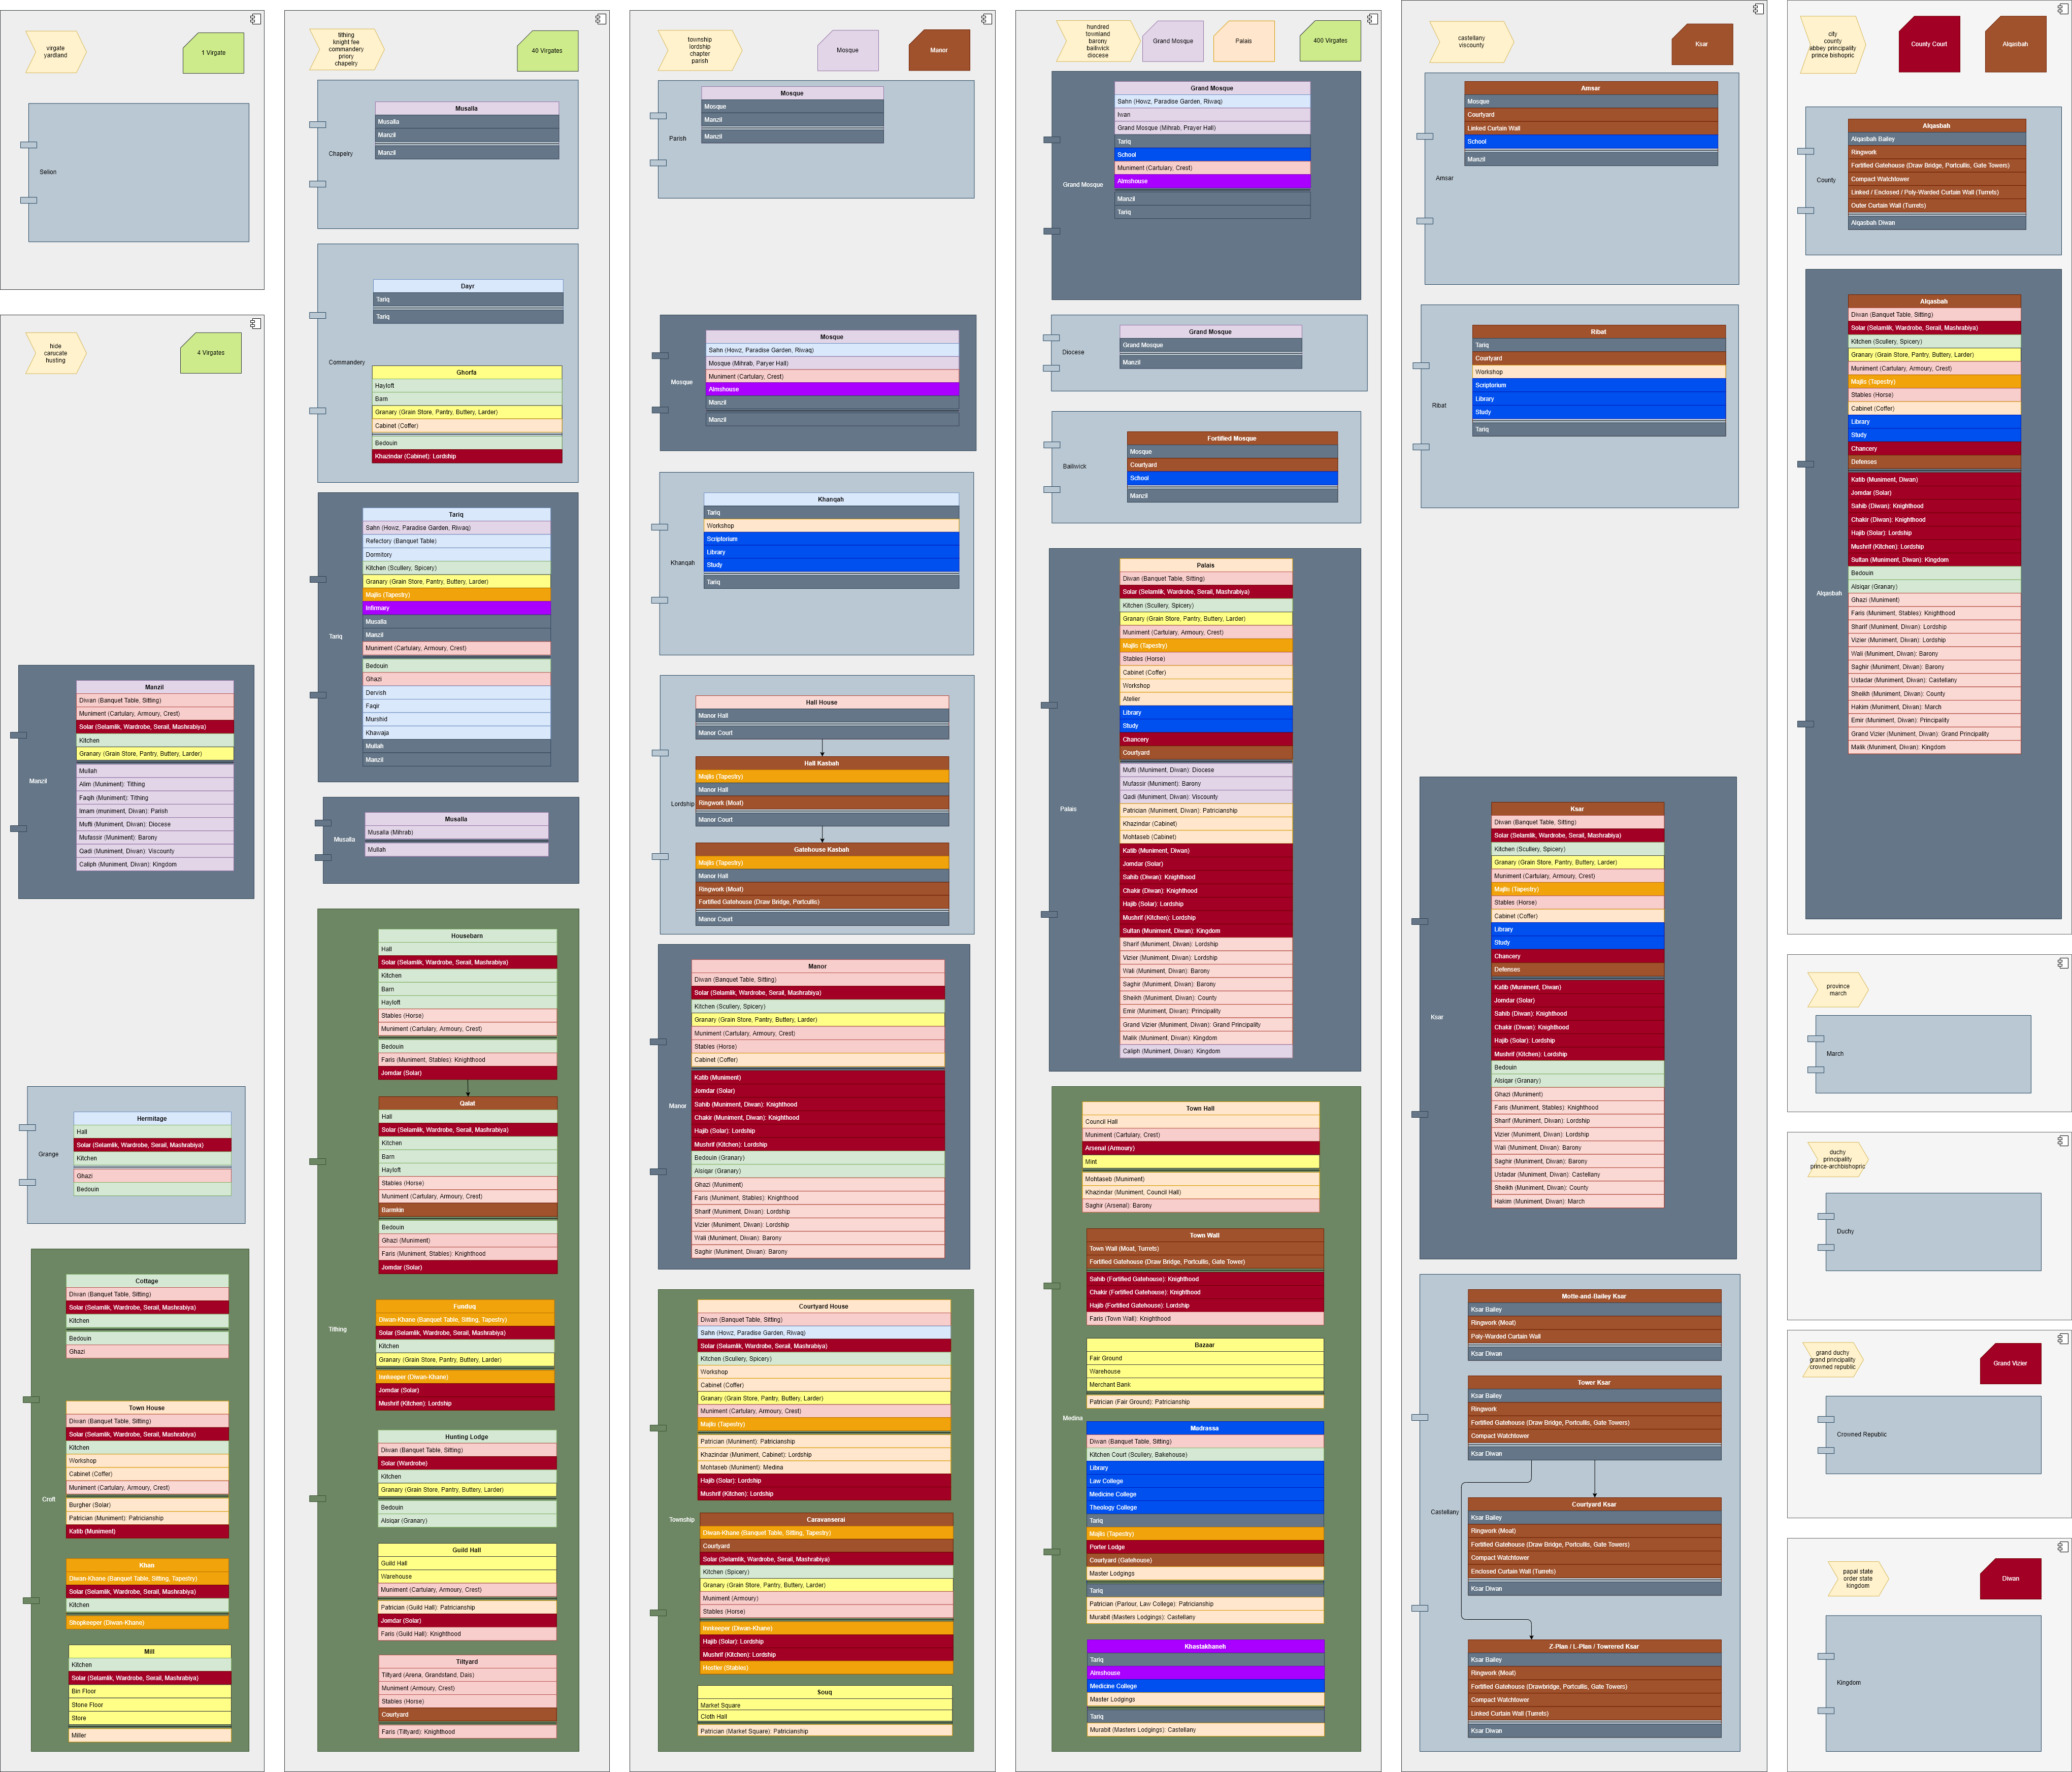 virgate
yardland
1 Virgate
Selion
hide
carucate
husting
4 Virgates
Manzil
Manzil
Diwan (Banquet Table, Sitting)
Muniment (Cartulary, Armoury, Crest)
Solar (Selamlik, Wardrobe, Serail, Mashrabiya)
Kitchen
Granary (Grain Store, Pantry, Buttery, Larder)
Mullah
Alim (Muniment): Tithing
Faqih (Muniment): Tithing
Imam (muniment, Diwan): Parish
Mufti (Muniment, Diwan): Diocese
Mufassir (Muniment): Barony
Qadi (Muniment, Diwan): Viscounty
Caliph (Muniment, Diwan): Kingdom
Grange
Hermitage
Hall
Solar (Selamlik, Wardrobe, Serail, Mashrabiya)
Kitchen
Ghazi
Bedouin
Croft
Cottage
Diwan (Banquet Table, Sitting)
Solar (Selamlik, Wardrobe, Serail, Mashrabiya)
Kitchen
Bedouin
Ghazi
Town House
Diwan (Banquet Table, Sitting)
Solar (Selamlik, Wardrobe, Serail, Mashrabiya)
Kitchen
Workshop
Cabinet (Coffer)
Muniment (Cartulary, Armoury, Crest)
Burgher (Solar)
Patrician (Muniment): Patricianship
Katib (Muniment)
Khan
Diwan-Khane (Banquet Table, Sitting, Tapestry)
Solar (Selamlik, Wardrobe, Serail, Mashrabiya)
Kitchen
Shopkeeper (Diwan-Khane)
Mill
Kitchen
Solar (Selamlik, Wardrobe, Serail, Mashrabiya)
Bin Floor
Stone Floor
Store
Miller
tithing
knight fee
commandery
priory
chapelry
40 Virgates
Chapelry
Musalla
Musalla
Manzil
Manzil
Commandery
Dayr
Tariq
Tariq
Ghorfa
Hayloft
Barn
Granary (Grain Store, Pantry, Buttery, Larder)
Cabinet (Coffer)
Bedouin
Khazindar (Cabinet): Lordship
Tariq
Tariq
Sahn (Howz, Paradise Garden, Riwaq)
Refectory (Banquet Table)
Dormitory
Kitchen (Scullery, Spicery)
Granary (Grain Store, Pantry, Buttery, Larder)
Majlis (Tapestry)
Infirmary
Musalla
Manzil
Muniment (Cartulary, Armoury, Crest)
Bedouin
Ghazi
Dervish
Faqir
Murshid
Khawaja
Mullah
Manzil
Musalla
Musalla
Musalla (Mihrab)
Mullah
Tithing
Housebarn
Hall
Solar (Selamlik, Wardrobe, Serail, Mashrabiya)
Kitchen
Barn
Hayloft
Stables (Horse)
Muniment (Cartulary, Armoury, Crest)
Bedouin
Faris (Muniment, Stables): Knighthood
Jomdar (Solar)
Qalat
Hall
Solar (Selamlik, Wardrobe, Serail, Mashrabiya)
Kitchen
Barn
Hayloft
Stables (Horse)
Muniment (Cartulary, Armoury, Crest)
Barmkin
Bedouin
Ghazi (Muniment)
Faris (Muniment, Stables): Knighthood
Jomdar (Solar)
Funduq
Diwan-Khane (Banquet Table, Sitting, Tapestry)
Solar (Selamlik, Wardrobe, Serail, Mashrabiya)
Kitchen
Granary (Grain Store, Pantry, Buttery, Larder)
Innkeeper (Diwan-Khane)
Jomdar (Solar)
Mushrif (Kitchen): Lordship
Hunting Lodge
Diwan (Banquet Table, Sitting)
Solar (Wardrobe)
Kitchen
Granary (Grain Store, Pantry, Buttery, Larder)
Bedouin
Alsiqar (Granary)
Guild Hall
Guild Hall
Warehouse
Muniment (Cartulary, Armoury, Crest)
Patrician (Guild Hall): Patricianship
Jomdar (Solar)
Faris (Guild Hall): Knighthood
Tiltyard
Tiltyard (Arena, Grandstand, Dais)
Muniment (Armoury, Crest)
Stables (Horse)
Courtyard
Faris (Tiltyard): Knighthood
township
lordship
chapter
parish
Mosque
Manor
Parish
Mosque
Mosque
Manzil
Manzil
Mosque
Mosque
Sahn (Howz, Paradise Garden, Riwaq)
Mosque (Mihrab, Paryer Hall)
Muniment (Cartulary, Crest)
Almshouse
Manzil
Manzil
Khanqah
Khanqah
Tariq
Workshop
Scriptorium
Library
Study
Tariq
Lordship
Hall House
Manor Hall
Manor Court
Hall Kasbah
Majlis (Tapestry)
Manor Hall
Ringwork (Moat)
Manor Court
Gatehouse Kasbah
Majlis (Tapestry)
Manor Hall
Ringwork (Moat)
Fortified Gatehouse (Draw Bridge, Portcullis)
Manor Court
Manor
Manor
Diwan (Banquet Table, Sitting)
Solar (Selamlik, Wardrobe, Serail, Mashrabiya)
Kitchen (Scullery, Spicery)
Granary (Grain Store, Pantry, Buttery, Larder)
Muniment (Cartulary, Armoury, Crest)
Stables (Horse)
Cabinet (Coffer)
Katib (Muniment)
Jomdar (Solar)
Sahib (Muniment, Diwan): Knighthood
Chakir (Muniment, Diwan): Knighthood
Hajib (Solar): Lordship
Mushrif (Kitchen): Lordship
Bedouin (Granary)
Alsiqar (Granary)
Ghazi (Muniment)
Faris (Muniment, Stables): Knighthood
Sharif (Muniment, Diwan): Lordship
Vizier (Muniment, Diwan): Lordship
Wali (Muniment, Diwan): Barony
Saghir (Muniment, Diwan): Barony
Township
Courtyard House
Diwan (Banquet Table, Sitting)
Sahn (Howz, Paradise Garden, Riwaq)
Solar (Selamlik, Wardrobe, Serail, Mashrabiya)
Kitchen (Scullery, Spicery)
Workshop
Cabinet (Coffer)
Granary (Grain Store, Pantry, Buttery, Larder)
Muniment (Cartulary, Armoury, Crest)
Majlis (Tapestry)
Patrician (Muniment): Patricianship
Khazindar (Muniment, Cabinet): Lordship
Mohtaseb (Muniment): Medina
Hajib (Solar): Lordship
Mushrif (Kitchen): Lordship
Caravanserai
Diwan-Khane (Banquet Table, Sitting, Tapestry)
Courtyard
Solar (Selamlik, Wardrobe, Serail, Mashrabiya)
Kitchen (Spicery)
Granary (Grain Store, Pantry, Buttery, Larder)
Muniment (Armoury)
Stables (Horse)
Innkeeper (Diwan-Khane)
Hajib (Solar): Lordship
Mushrif (Kitchen): Lordship
Hostler (Stables)
Souq
Market Square
Cloth Hall
Patrician (Market Square): Patricianship
hundred
townland
barony
bailiwick
diocese
Grand Mosque
Palais
400 Virgates
Grand Mosque
Grand Mosque
Sahn (Howz, Paradise Garden, Riwaq)
Iwan
Grand Mosque (Mihrab, Prayer Hall)
Tariq
School
Muniment (Cartulary, Crest)
Almshouse
Manzil
Tariq
Diocese
Grand Mosque
Grand Mosque
Manzil
Bailiwick
Fortified Mosque
Mosque
Courtyard
School
Manzil
Palais
Palais
Diwan (Banquet Table, Sitting)
Solar (Selamlik, Wardrobe, Serail, Mashrabiya)
Kitchen (Scullery, Spicery)
Granary (Grain Store, Pantry, Buttery, Larder)
Muniment (Cartulary, Armoury, Crest)
Majlis (Tapestry)
Stables (Horse)
Cabinet (Coffer)
Workshop
Atelier
Library
Study
Chancery
Courtyard
Mufti (Muniment, Diwan): Diocese
Mufassir (Muniment): Barony
Qadi (Muniment, Diwan): Viscounty
Patrician (Muniment, Diwan): Patricianship
Khazindar (Cabinet)
Mohtaseb (Cabinet)
Katib (Muniment, Diwan)
Jomdar (Solar)
Sahib (Diwan): Knighthood
Chakir (Diwan): Knighthood
Hajib (Solar): Lordship
Mushrif (Kitchen): Lordship
Sultan (Muniment, Diwan): Kingdom
Sharif (Muniment, Diwan): Lordship
Vizier (Muniment, Diwan): Lordship
Wali (Muniment, Diwan): Barony
Saghir (Muniment, Diwan): Barony
Sheikh (Muniment, Diwan): County
Emir (Muniment, Diwan): Principality
Grand Vizier (Muniment, Diwan): Grand Principality
Malik (Muniment, Diwan): Kingdom
Caliph (Muniment, Diwan): Kingdom
Medina
Town Hall
Council Hall
Muniment (Cartulary, Crest)
Arsenal (Armoury)
Mint
Mohtaseb (Muniment)
Khazindar (Muniment, Council Hall)
Saghir (Arsenal): Barony
Town Wall
Town Wall (Moat, Turrets)
Fortified Gatehouse (Draw Bridge, Portcullis, Gate Tower)
Sahib (Fortified Gatehouse): Knighthood
Chakir (Fortified Gatehouse): Knighthood
Hajib (Fortified Gatehouse): Lordship
Faris (Town Wall): Knighthood
Bazaar
Fair Ground
Warehouse
Merchant Bank
Patrician (Fair Ground): Patricianship
Madrassa
Diwan (Banquet Table, Sitting)
Kitchen Court (Scullery, Bakehouse)
Library
Law College
Medicine College
Theology College
Tariq
Majlis (Tapestry)
Porter Lodge
Courtyard (Gatehouse)
Master Lodgings
Tariq
Patrician (Parlour, Law College): Patricianship
Murabit (Masters Lodgings): Castellany
Khastakhaneh
Tariq
Almshouse
Medicine College
Master Lodgings
Tariq
Murabit (Masters Lodgings): Castellany
castellany
viscounty
Ksar
Amsar
Amsar
Mosque
Courtyard
Linked Curtain Wall
School
Manzil
Ribat
Ribat
Tariq
Courtyard
Workshop
Scriptorium
Library
Study
Tariq
Ksar
Ksar
Diwan (Banquet Table, Sitting)
Solar (Selamlik, Wardrobe, Serail, Mashrabiya)
Kitchen (Scullery, Spicery)
Granary (Grain Store, Pantry, Buttery, Larder)
Muniment (Cartulary, Armoury, Crest)
Majlis (Tapestry)
Stables (Horse)
Cabinet (Coffer)
Library
Study
Chancery
Defenses
Katib (Muniment, Diwan)
Jomdar (Solar)
Sahib (Diwan): Knighthood
Chakir (Diwan): Knighthood
Hajib (Solar): Lordship
Mushrif (Kitchen): Lordship
Bedouin
Alsiqar (Granary)
Ghazi (Muniment)
Faris (Muniment, Stables): Knighthood
Sharif (Muniment, Diwan): Lordship
Vizier (Muniment, Diwan): Lordship
Wali (Muniment, Diwan): Barony
Saghir (Muniment, Diwan): Barony
Ustadar (Muniment, Diwan): Castellany
Sheikh (Muniment, Diwan): County
Hakim (Muniment, Diwan): March
Castellany
Motte-and-Bailey Ksar
Ksar Bailey
Ringwork (Moat)
Poly-Warded Curtain Wall
Ksar Diwan
Tower Ksar
Ksar Bailey
Ringwork
Fortified Gatehouse (Draw Bridge, Portcullis, Gate Towers)
Compact Watchtower
Ksar Diwan
Courtyard Ksar
Ksar Bailey
Ringwork (Moat)
Fortified Gatehouse (Draw Bridge, Portcullis, Gate Towers)
Compact Watchtower
Enclosed Curtain Wall (Turrets)
Ksar Diwan
Z-Plan / L-Plan / Towrered Ksar
Ksar Bailey
Ringwork (Moat)
Fortified Gatehouse (Drawbridge, Portcullis, Gate Towers)
Compact Watchtower
Linked Curtain Wall (Turrets)
Ksar Diwan
city
county
abbey principality
prince bishopric
County Court
Alqasbah
County
Alqasbah
Alqasbah Bailey
Ringwork
Fortified Gatehouse (Draw Bridge, Portcullis, Gate Towers)
Compact Watchtower
Linked / Enclosed / Poly-Warded Curtain Wall (Turrets)
Outer Curtain Wall (Turrets)
Alqasbah Diwan
Alqasbah
Alqasbah
Diwan (Banquet Table, Sitting)
Solar (Selamlik, Wardrobe, Serail, Mashrabiya)
Kitchen (Scullery, Spicery)
Granary (Grain Store, Pantry, Buttery, Larder)
Muniment (Cartulary, Armoury, Crest)
Majlis (Tapestry)
Stables (Horse)
Cabinet (Coffer)
Library
Study
Chancery
Defenses
Katib (Muniment, Diwan)
Jomdar (Solar)
Sahib (Diwan): Knighthood
Chakir (Diwan): Knighthood
Hajib (Solar): Lordship
Mushrif (Kitchen): Lordship
Sultan (Muniment, Diwan): Kingdom
Bedouin
Alsiqar (Granary)
Ghazi (Muniment)
Faris (Muniment, Stables): Knighthood
Sharif (Muniment, Diwan): Lordship
Vizier (Muniment, Diwan): Lordship
Wali (Muniment, Diwan): Barony
Saghir (Muniment, Diwan): Barony
Ustadar (Muniment, Diwan): Castellany
Sheikh (Muniment, Diwan): County
Hakim (Muniment, Diwan): March
Emir (Muniment, Diwan): Principality
Grand Vizier (Muniment, Diwan): Grand Principality
Malik (Muniment, Diwan): Kingdom
province
march
March
duchy
principality
prince-archbishopric
Duchy
grand duchy
grand principality
crowned republic
Grand Vizier
Crowned Republic
papal state
order state
kingdom
Diwan
Kingdom